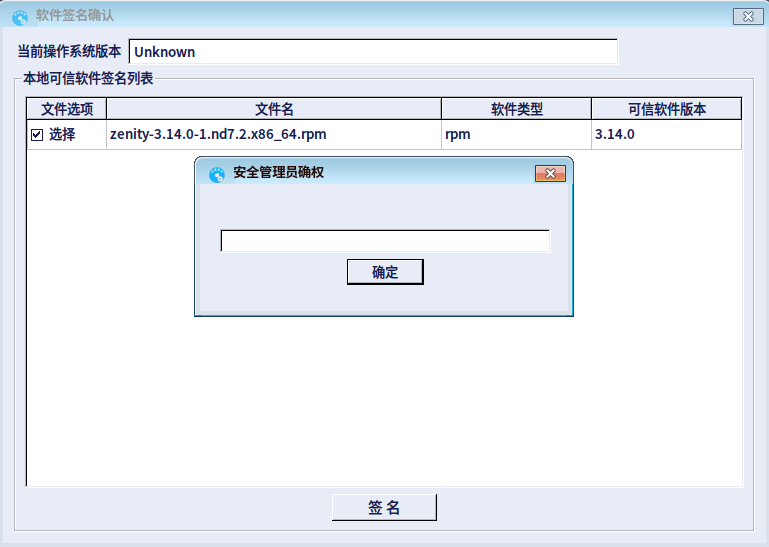 软件签名确认
当前操作系统版本 Unknown
本地可信软件签名列表
文件选项 文件名 软件类型 可信软件版本
选择 zenity-3.14.0-1.nd7.2.x86_64.rpm rpm 3.14.0
安全管理员确权
确定
签 名